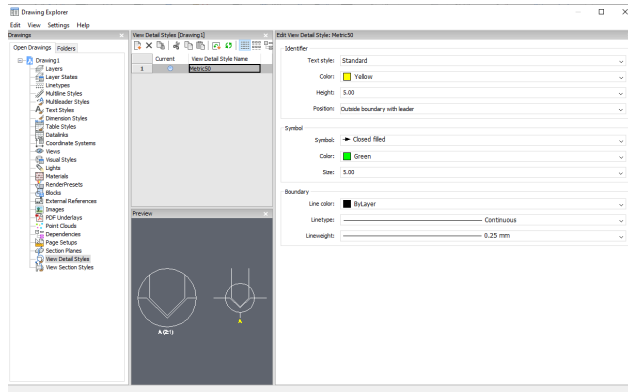 Drawing Explorer
Edit View Settings Help
Drawings
Open Drawings Folders
Drawing1
Layers
Layer States
Linetypes
Multiline Styles
Multileader Styles
Text Styles
Dimension Styles
Table Styles
Datalinks
Coordinate Systems
Views
Visual Styles
Lights
Materials
RenderPresets
Blocks
External References
Images
PDF Underlays
Point Clouds
Dependencies
Page Setups
Section Planes
View Detail Styles
View Section Styles
View Detail Styles [Drawing1]
Current View Detail Style Name
1 Metric50
Preview
A (2:1)
A
Edit View Detail Style: Metric50
Identifier
Text style: Standard
Color: Yellow
Height: 5.00
Position: Outside boundary with leader
Symbol
Symbol: Closed filled
Color: Green
Size: 5.00
Boundary
Line color: ByLayer
Linetype: Continuous
Lineweight: 0.25 mm